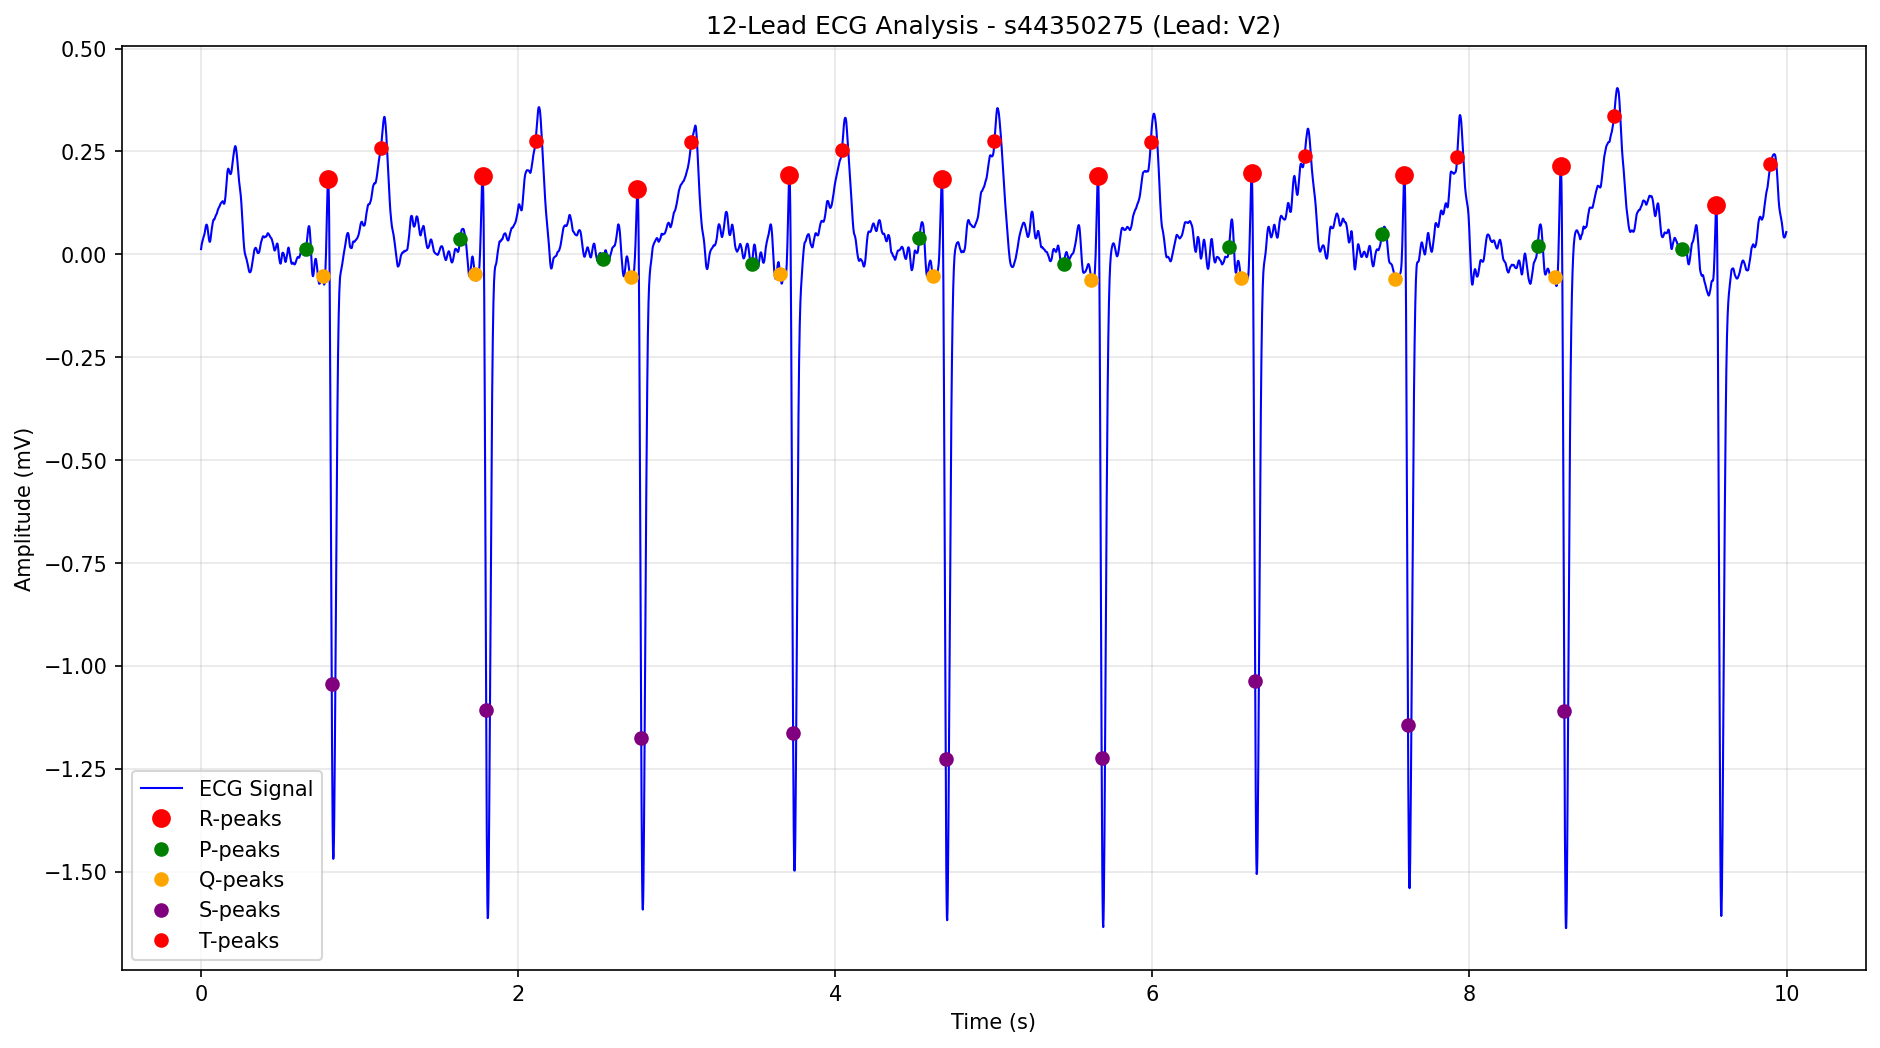 12-Lead ECG Analysis - s44350275 (Lead: V2)
Amplitude (mV)
0.50
0.25
0.00
−0.25
−0.50
−0.75
−1.00
−1.25
−1.50
ECG Signal
R-peaks
P-peaks
Q-peaks
S-peaks
T-peaks
0 2 4 6 8 10
Time (s)